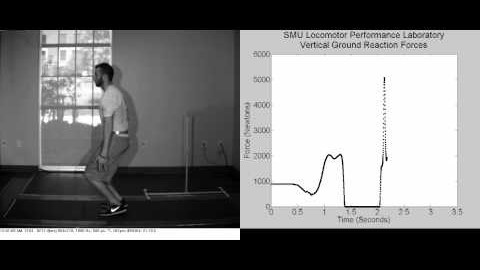 SMU Locomotor Performance Laboratory
Vertical Ground Reaction Forces
6000
5000
4000
3000
2000
1000
0
Force (Newtons)
0 0.5 1 1.5 2 2.5 3 3.5
Time (Seconds)